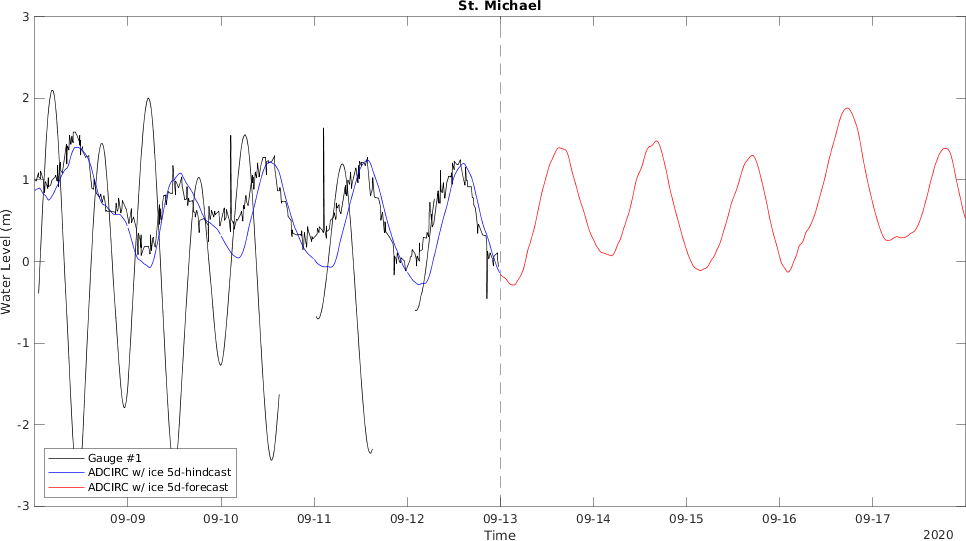 St. Michael
3
2
1
0
-1
-2
-3
Water Level (m)
Gauge #1
ADCIRC w/ ice 5d-hindcast
ADCIRC w/ ice 5d-forecast
09-09
09-10
09-11
09-12
09-13
09-14
09-15
09-16
09-17
Time
2020